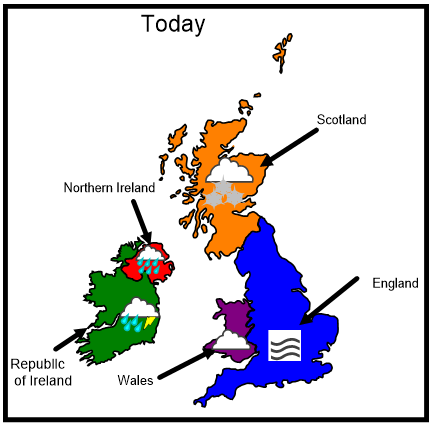 Today
Scotland
Northern Ireland
England
Republic
of Ireland
Wales